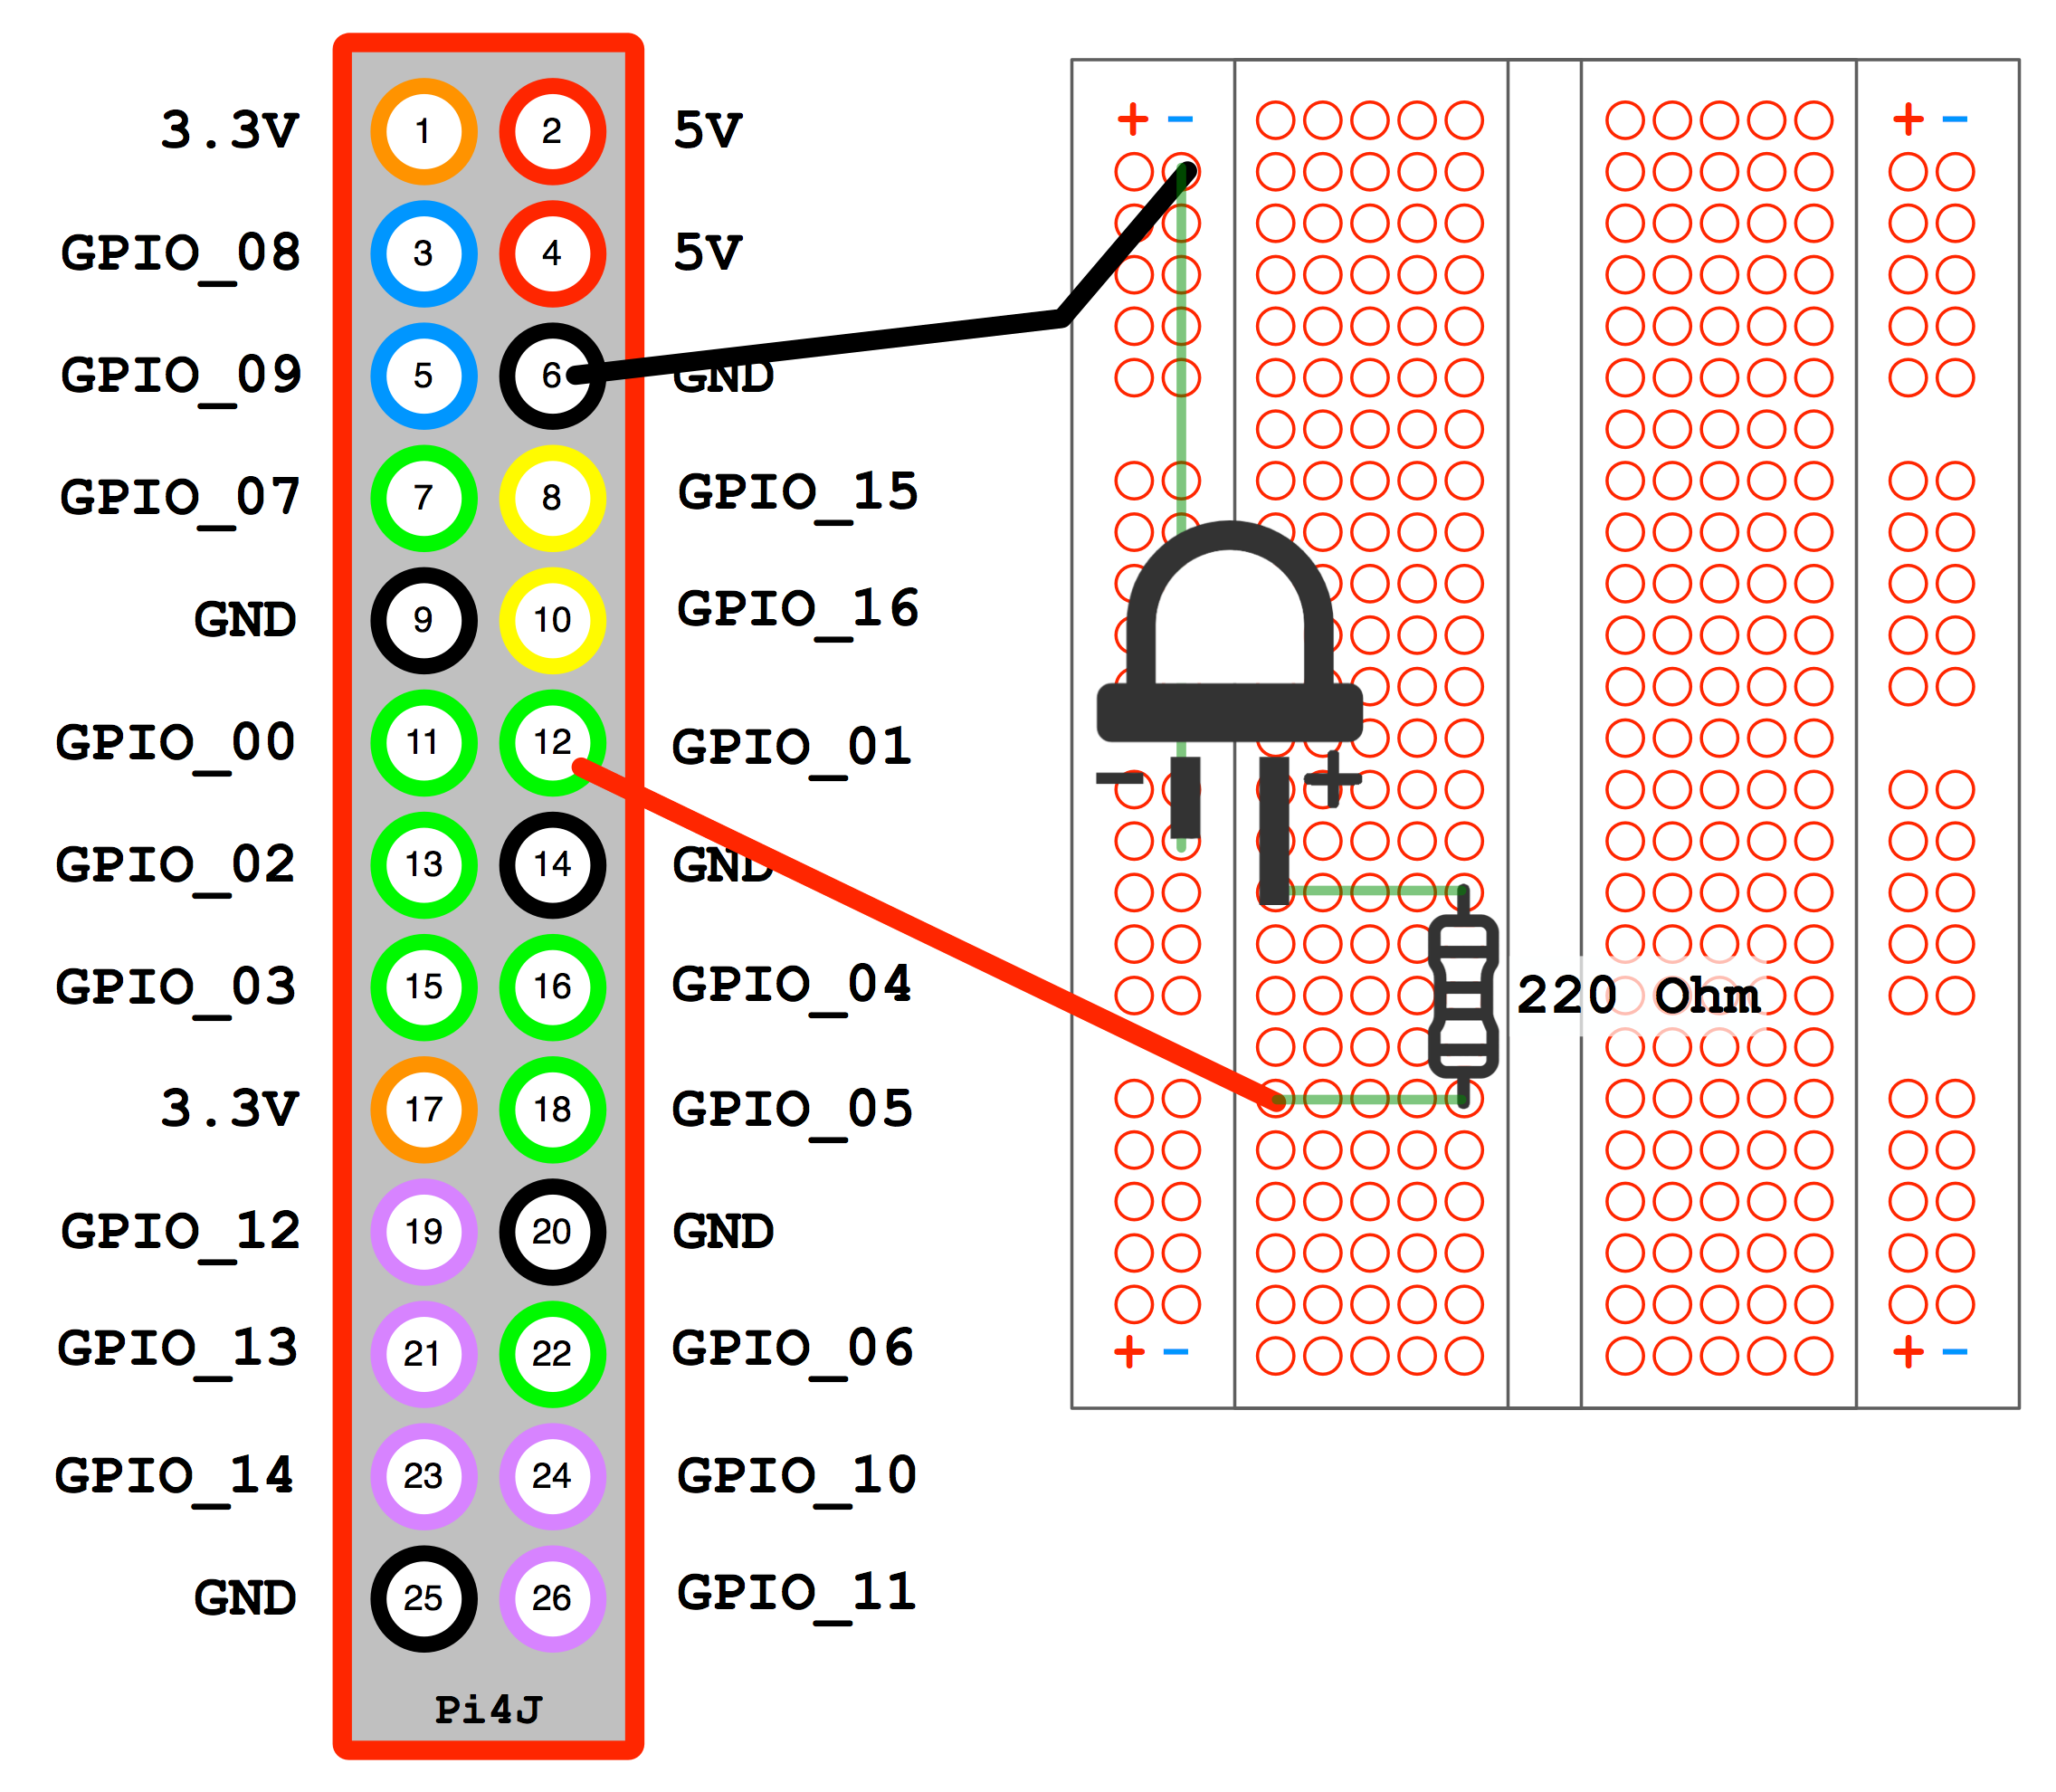 3.3V 1 2 5V + − + −
GPIO_08 3 4 5V
GPIO_09 5 6 GND
GPIO_07 7 8 GPIO_15
GND 9 10 GPIO_16
GPIO_00 11 12 GPIO_01 − +
GPIO_02 13 14 GND
GPIO_03 15 16 GPIO_04 220 Ohm
3.3V 17 18 GPIO_05
GPIO_12 19 20 GND
GPIO_13 21 22 GPIO_06 + − + −
GPIO_14 23 24 GPIO_10
GND 25 26 GPIO_11
Pi4J